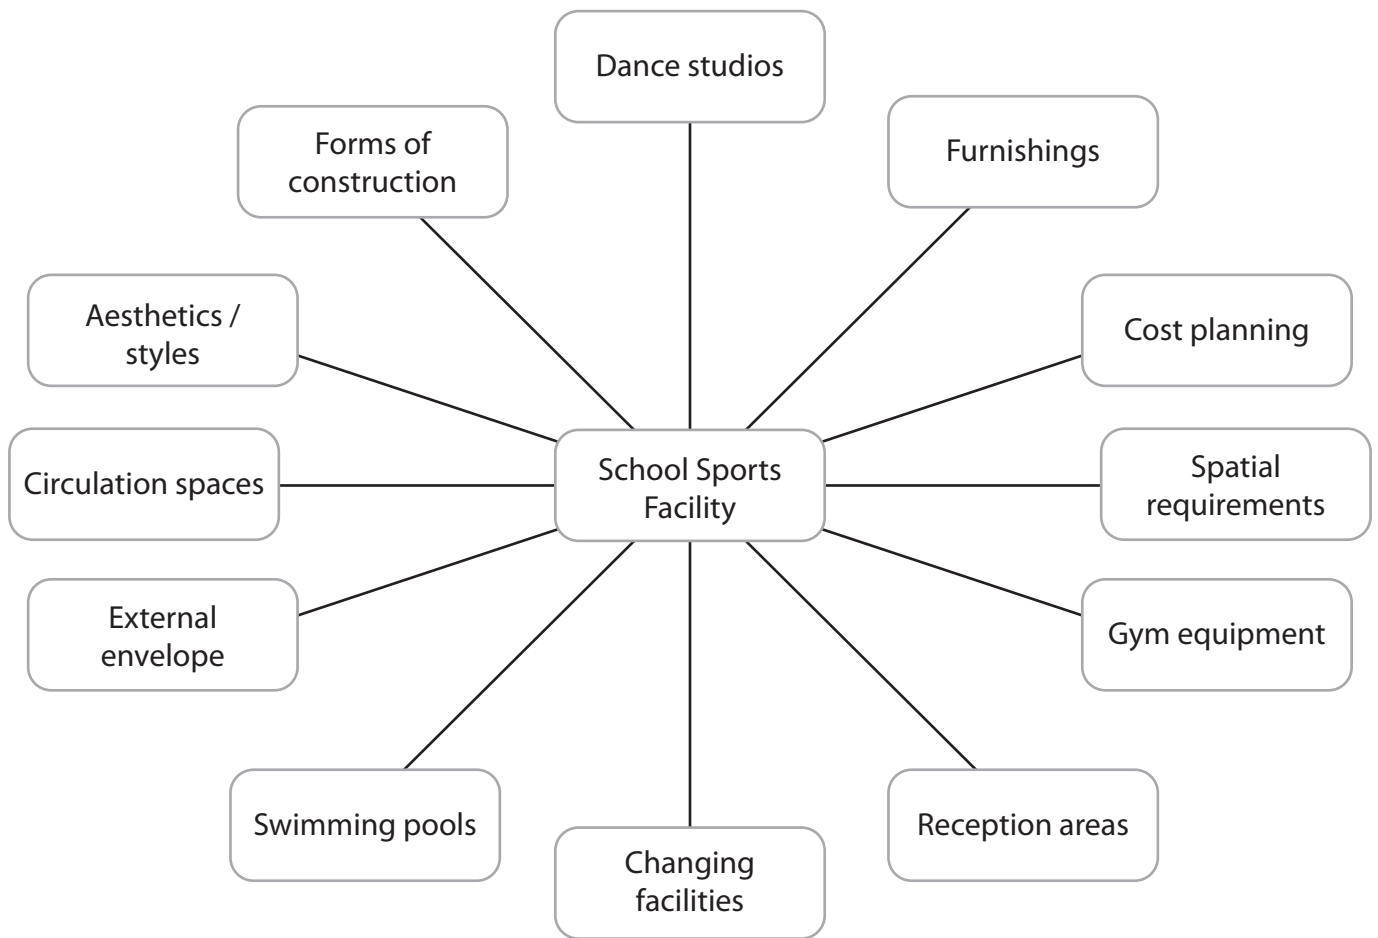 Dance studios
Forms of
construction
Furnishings
Aesthetics /
styles
Cost planning
Circulation spaces
School Sports
Facility
Spatial
requirements
External
envelope
Gym equipment
Swimming pools
Changing
facilities
Reception areas